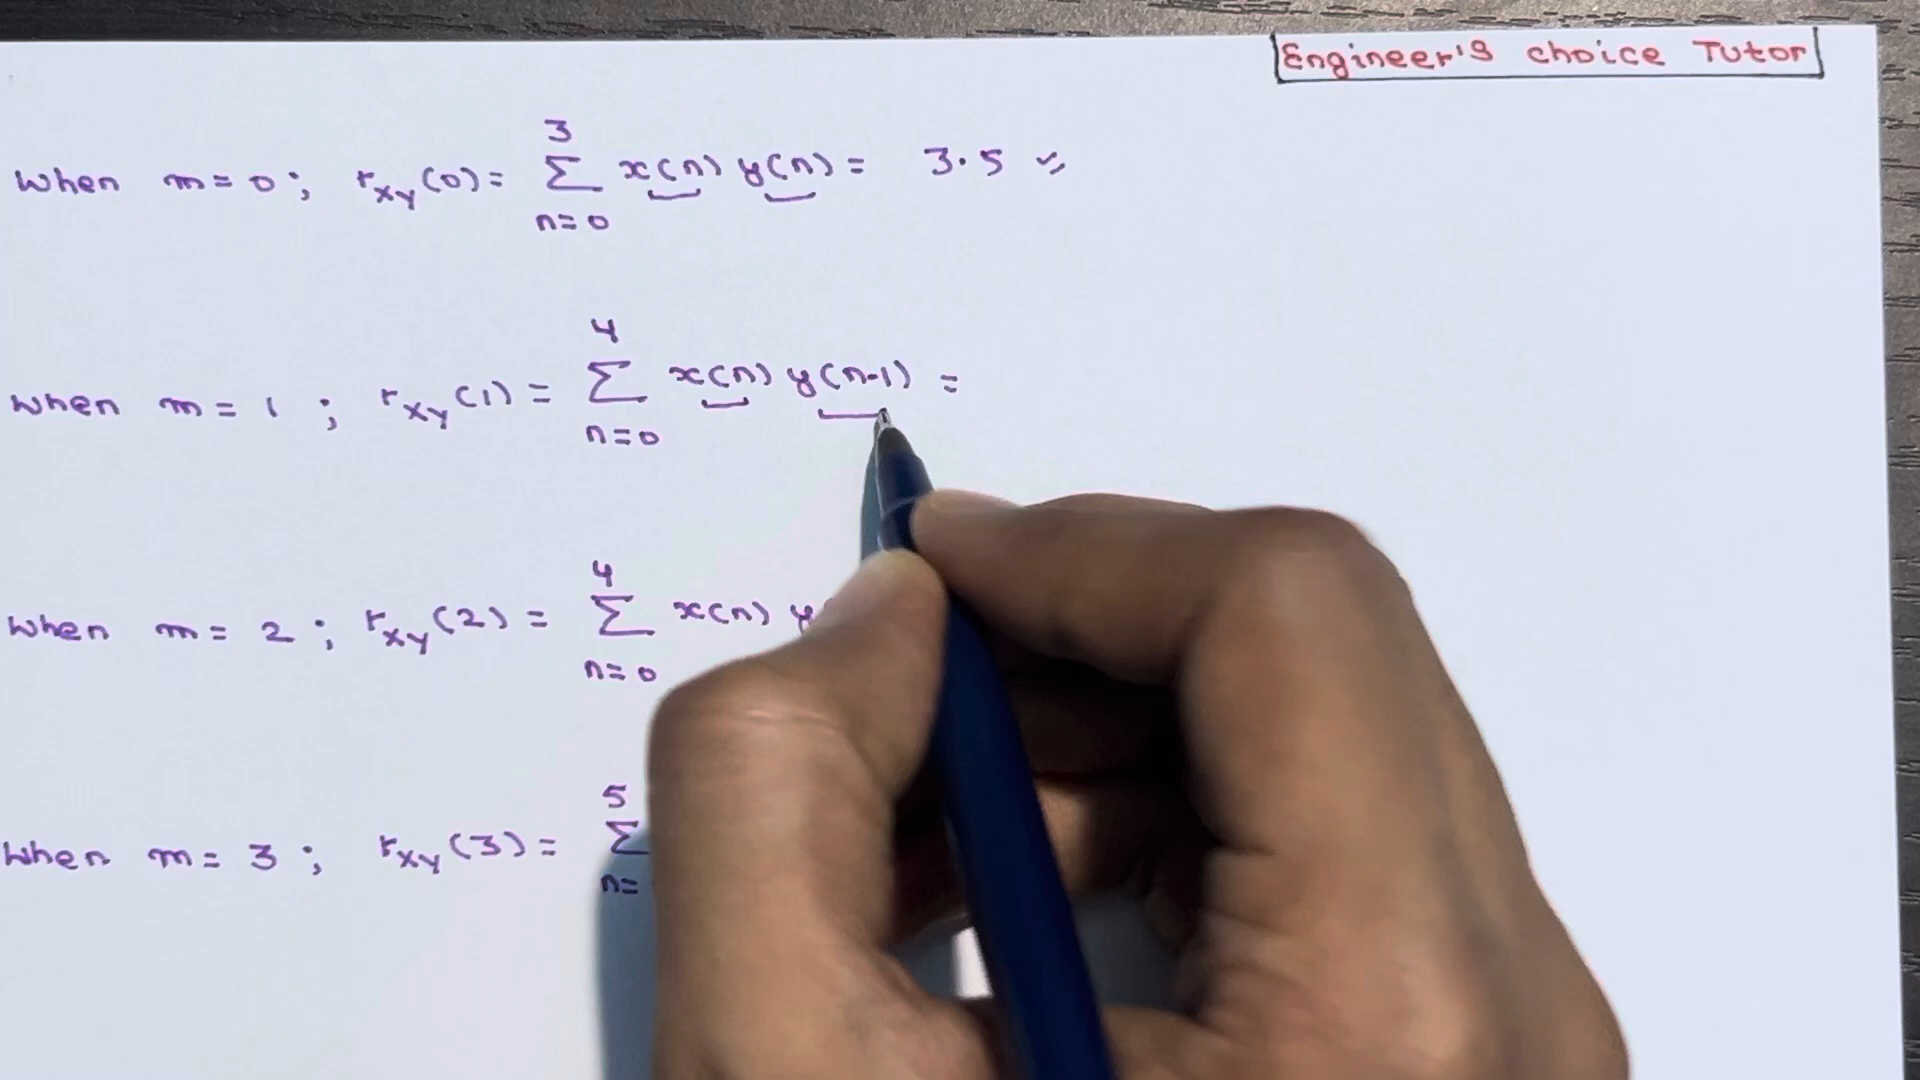 Engineer's choice Tutor
3
When m=0; rxy(0)= Σ x(n) y(n)= 3.5
n=0
4
When m=1; rxy(1)= Σ x(n) y(n-1) =
n=0
4
When m=2; rxy(2)= Σ x(n) y
n=0
5
When m=3; rxy(3)= Σ
n=